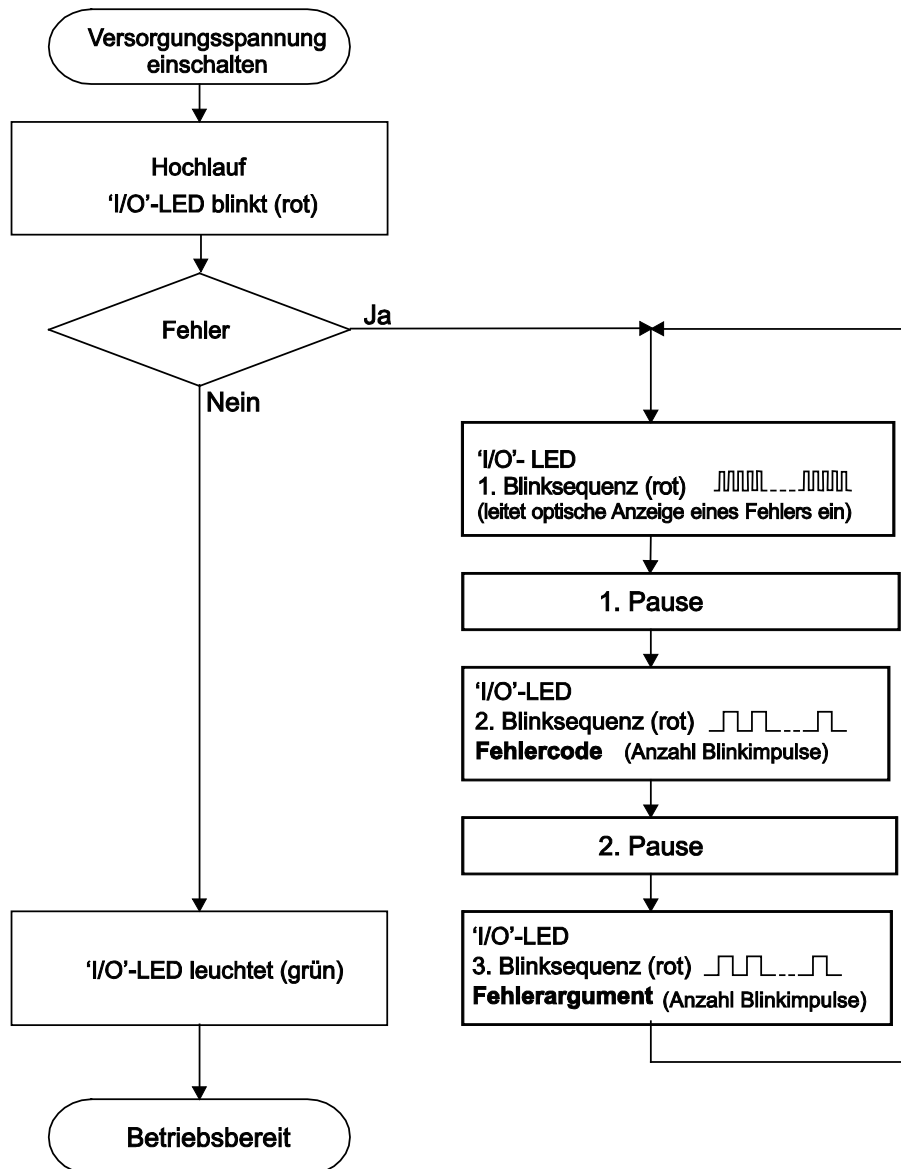 Versorgungsspannung
einschalten
Hochlauf
'I/O'-LED blinkt (rot)
Fehler
Ja
Nein
'I/O'- LED
1. Blinksequenz (rot)
(leitet optische Anzeige eines Fehlers ein)
1. Pause
'I/O'-LED
2. Blinksequenz (rot)
Fehlercode (Anzahl Blinkimpulse)
2. Pause
'I/O'-LED
3. Blinksequenz (rot)
Fehlerargument (Anzahl Blinkimpulse)
'I/O'-LED leuchtet (grün)
Betriebsbereit